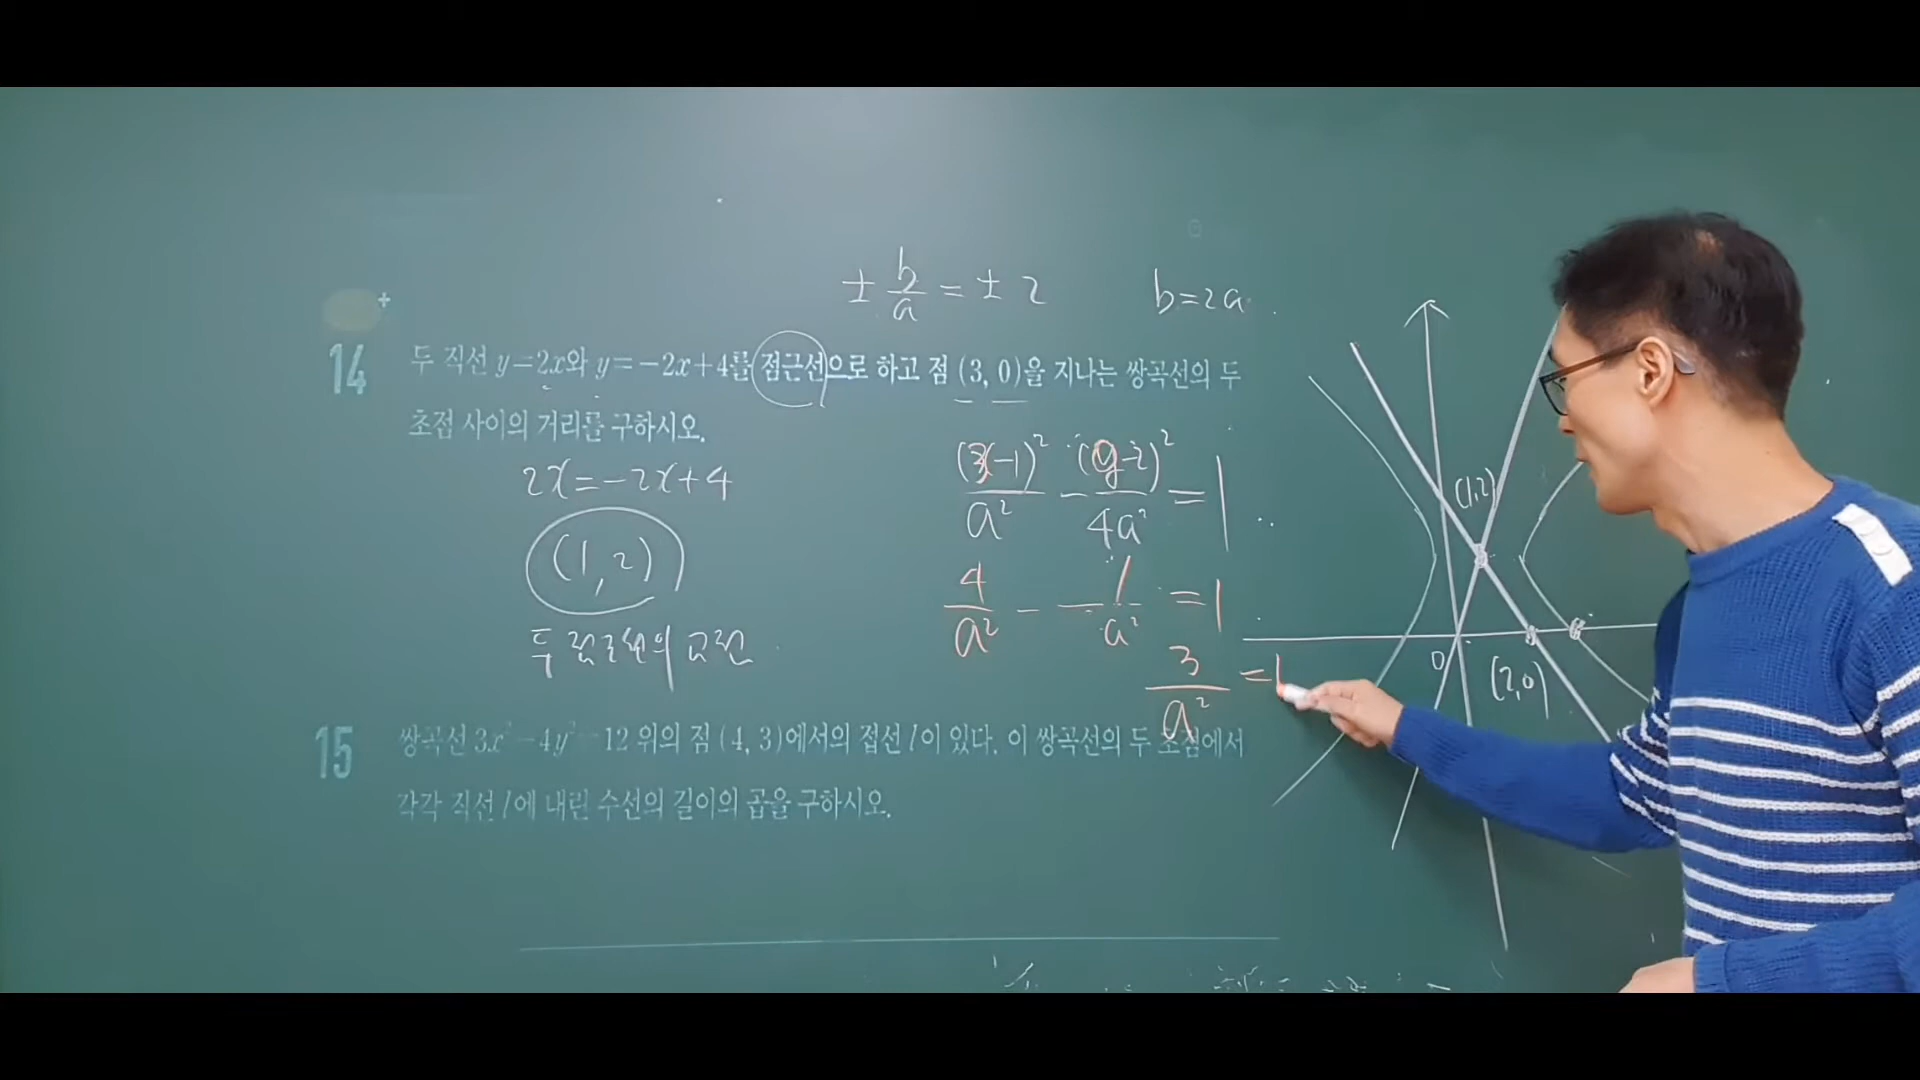 ± b/a = ± 2
b=2a
14 두 직선 y=2x와 y=-2x+4를 점근선으로 하고 점 (3, 0)을 지나는 쌍곡선의 두
초점 사이의 거리를 구하시오.
2x=-2x+4
(1, 2)
두 점근선의 교점
(x-1)²/a² - (y-2)²/4a² = 1
4/a² - 1/a² = 1
3/a² = 1
(1,2)
0
(2,0)
15 쌍곡선 3x²-4y²=12 위의 점 (4, 3)에서의 접선 l이 있다. 이 쌍곡선의 두 초점에서
각각 직선 l에 내린 수선의 길이의 곱을 구하시오.